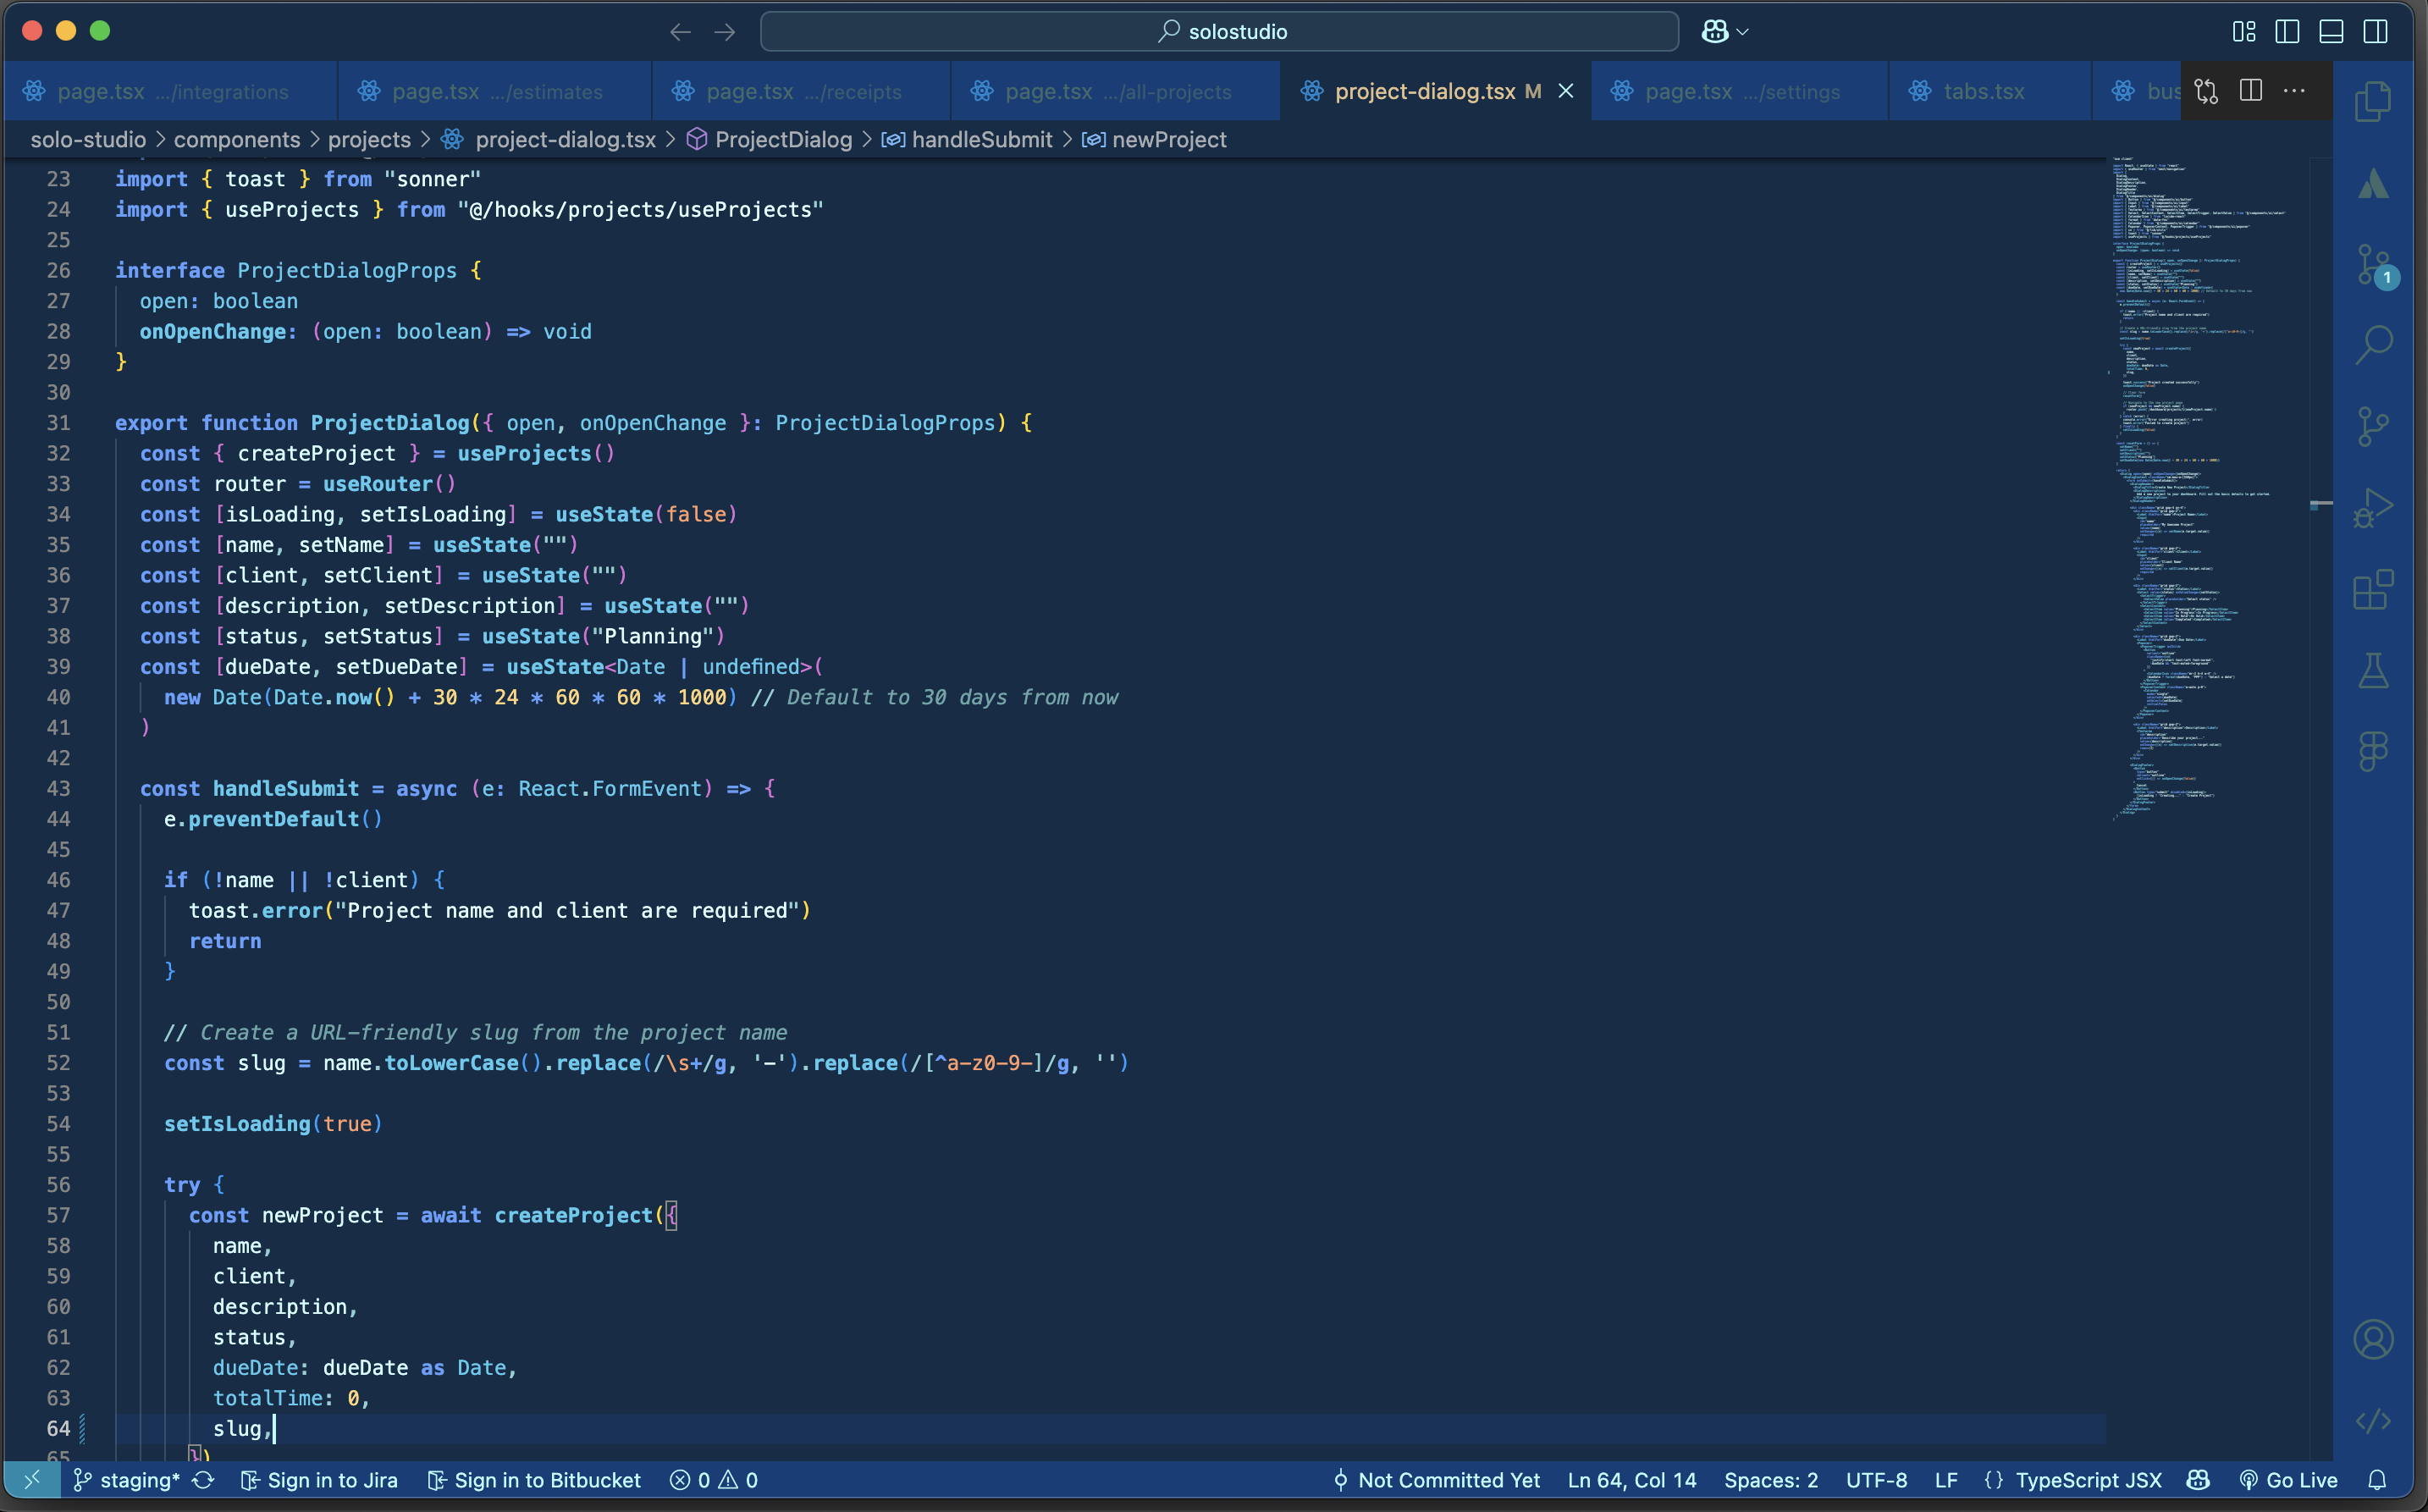 solostudio
page.tsx .../integrations
page.tsx .../estimates
page.tsx .../receipts
page.tsx .../all-projects
project-dialog.tsx M
page.tsx .../settings
tabs.tsx
bus
solo-studio > components > projects > project-dialog.tsx > ProjectDialog > handleSubmit > newProject
23 import { toast } from "sonner"
24 import { useProjects } from "@/hooks/projects/useProjects"
25
26 interface ProjectDialogProps {
27   open: boolean
28   onOpenChange: (open: boolean) => void
29 }
30
31 export function ProjectDialog({ open, onOpenChange }: ProjectDialogProps) {
32   const { createProject } = useProjects()
33   const router = useRouter()
34   const [isLoading, setIsLoading] = useState(false)
35   const [name, setName] = useState("")
36   const [client, setClient] = useState("")
37   const [description, setDescription] = useState("")
38   const [status, setStatus] = useState("Planning")
39   const [dueDate, setDueDate] = useState<Date | undefined>(
40     new Date(Date.now() + 30 * 24 * 60 * 60 * 1000) // Default to 30 days from now
41   )
42
43   const handleSubmit = async (e: React.FormEvent) => {
44     e.preventDefault()
45
46     if (!name || !client) {
47       toast.error("Project name and client are required")
48       return
49     }
50
51     // Create a URL-friendly slug from the project name
52     const slug = name.toLowerCase().replace(/\s+/g, '-').replace(/[^a-z0-9-]/g, '')
53
54     setIsLoading(true)
55
56     try {
57       const newProject = await createProject({
58         name,
59         client,
60         description,
61         status,
62         dueDate: dueDate as Date,
63         totalTime: 0,
64         slug,
65       })
1
staging*
Sign in to Jira
Sign in to Bitbucket
0
0
Not Committed Yet
Ln 64, Col 14
Spaces: 2
UTF-8
LF
{} TypeScript JSX
Go Live